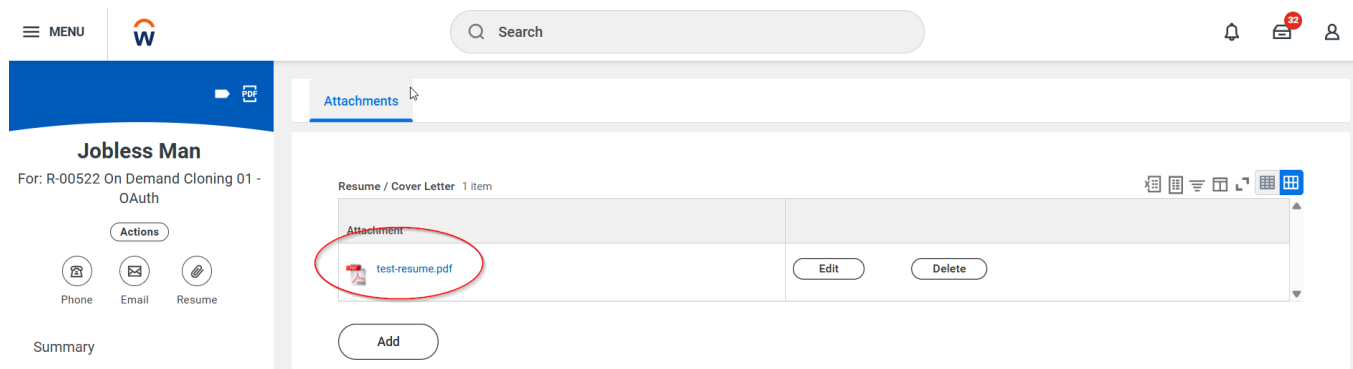 MENU
W
Search
32
PDF
Jobless Man
For: R-00522 On Demand Cloning 01 -
OAuth
Actions
Phone Email Resume
Summary
Attachments
Resume / Cover Letter 1 item
Attachment
test-resume.pdf
Edit Delete
Add